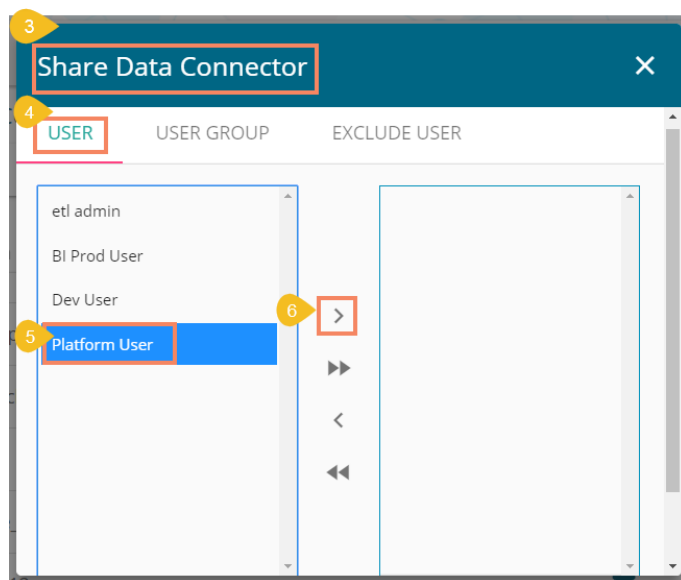 3
Share Data Connector
4
USER USER GROUP EXCLUDE USER
etl admin
BI Prod User
Dev User
6
5
Platform User